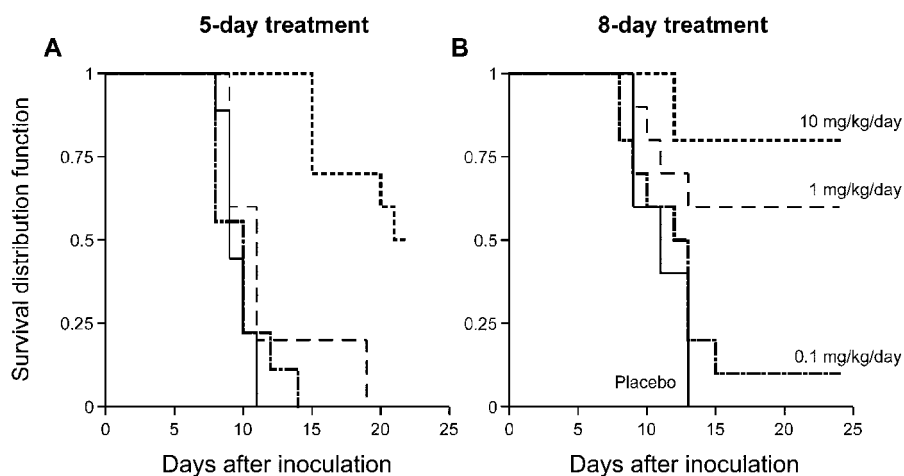 5-day treatment
8-day treatment
A
B
Survival distribution function
1
0.75
0.5
0.25
0
0
5
10
15
20
25
Days after inoculation
1
0.75
0.5
0.25
0
10 mg/kg/day
1 mg/kg/day
0.1 mg/kg/day
Placebo
0
5
10
15
20
25
Days after inoculation